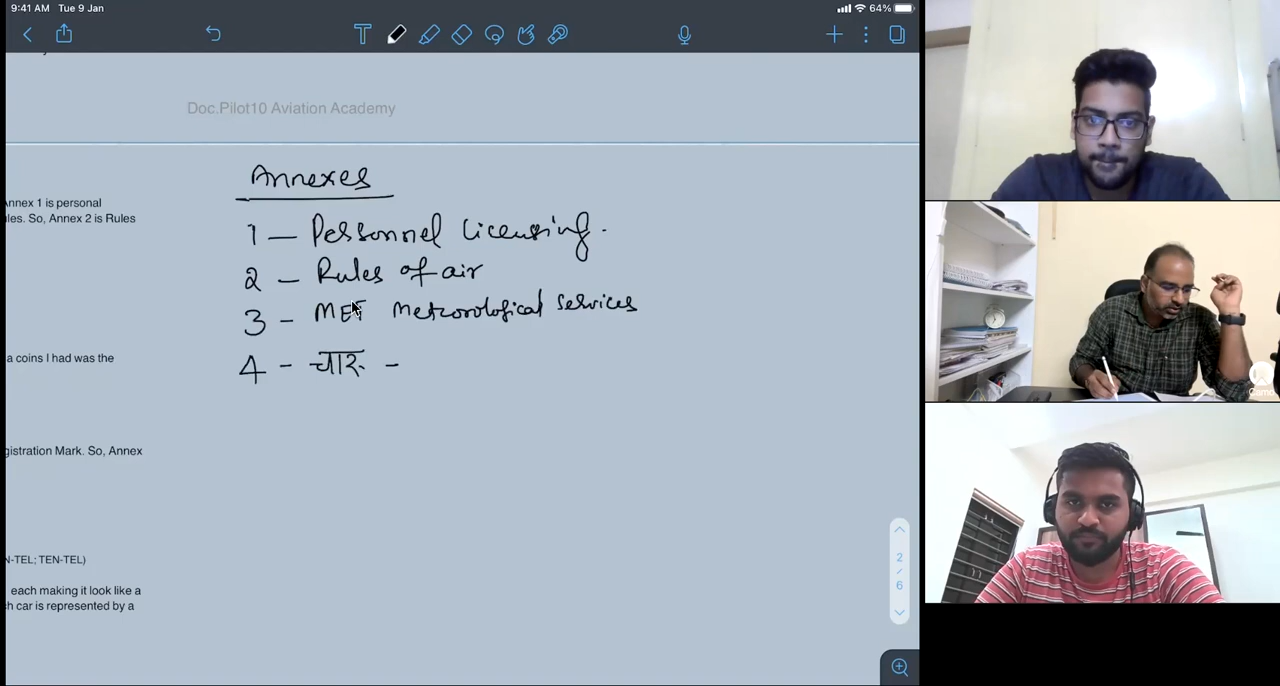 9:41 AM Tue 9 Jan
64%
Doc.Pilot10 Aviation Academy
Annexes
1 – Personnel Licensing.
2 – Rules of air
3 – MET Meteorological Services
4 – चार –
Annex 1 is personal
les. So, Annex 2 is Rules
a coins I had was the
gistration Mark. So, Annex
N-TEL; TEN-TEL)
each making it look like a
h car is represented by a
2
/
6